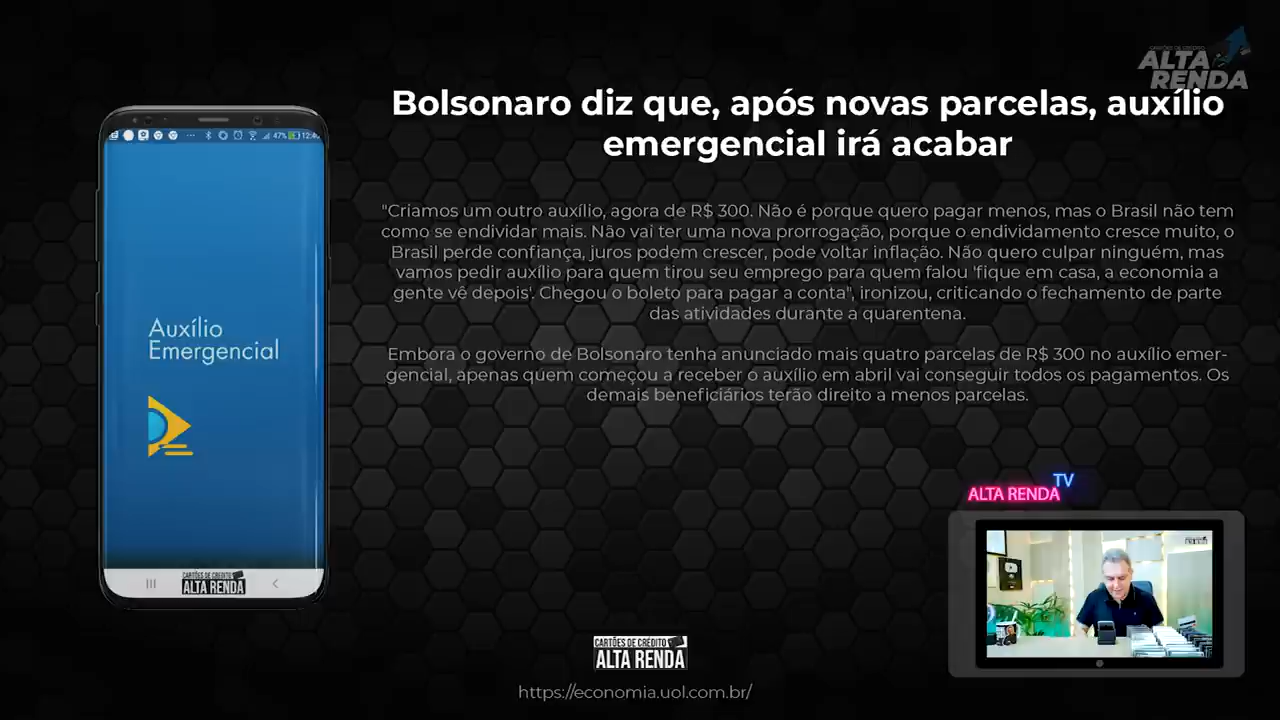 ALTA
RENDA
Bolsonaro diz que, após novas parcelas, auxílio
emergencial irá acabar
47%
"Criamos um outro auxílio, agora de R$ 300. Não é porque quero pagar menos, mas o Brasil não tem
como se endividar mais. Não vai ter uma nova prorrogação, porque o endividamento cresce muito, o
Brasil perde confiança, juros podem crescer, pode voltar inflação. Não quero culpar ninguém, mas
vamos pedir auxílio para quem tirou seu emprego para quem falou 'fique em casa, a economia a
gente vê depois'. Chegou o boleto para pagar a conta", ironizou, criticando o fechamento de parte
das atividades durante a quarentena.
Embora o governo de Bolsonaro tenha anunciado mais quatro parcelas de R$ 300 no auxílio emer-
gencial, apenas quem começou a receber o auxílio em abril vai conseguir todos os pagamentos. Os
demais beneficiários terão direito a menos parcelas.
Auxílio
Emergencial
TV
ALTA RENDA
CARTÕES DE CRÉDITO
ALTA RENDA
CARTÕES DE CRÉDITO
ALTA RENDA
https://economia.uol.com.br/